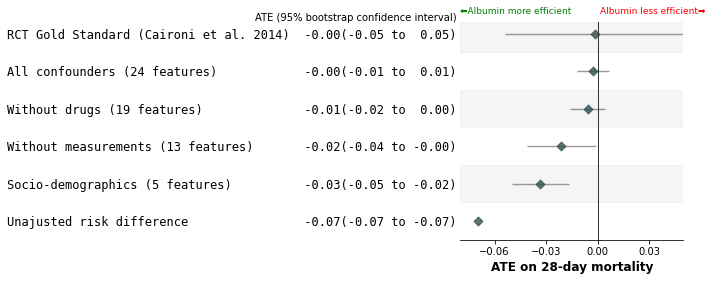 ⬅Albumin more efficient Albumin less efficient➡
ATE (95% bootstrap confidence interval)
RCT Gold Standard (Caironi et al. 2014) -0.00(-0.05 to 0.05)
All confounders (24 features) -0.00(-0.01 to 0.01)
Without drugs (19 features) -0.01(-0.02 to 0.00)
Without measurements (13 features) -0.02(-0.04 to -0.00)
Socio-demographics (5 features) -0.03(-0.05 to -0.02)
Unajusted risk difference -0.07(-0.07 to -0.07)
−0.06 −0.03 0.00 0.03
ATE on 28-day mortality